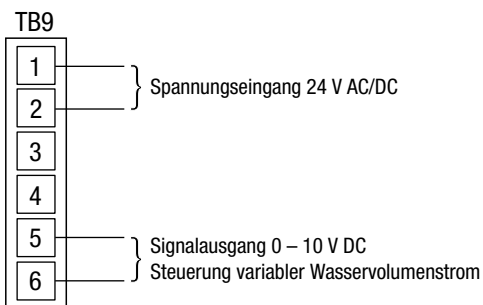 TB9
1
2
Spannungseingang 24 V AC/DC
3
4
5
6
Signalausgang 0 – 10 V DC
Steuerung variabler Wasservolumenstrom